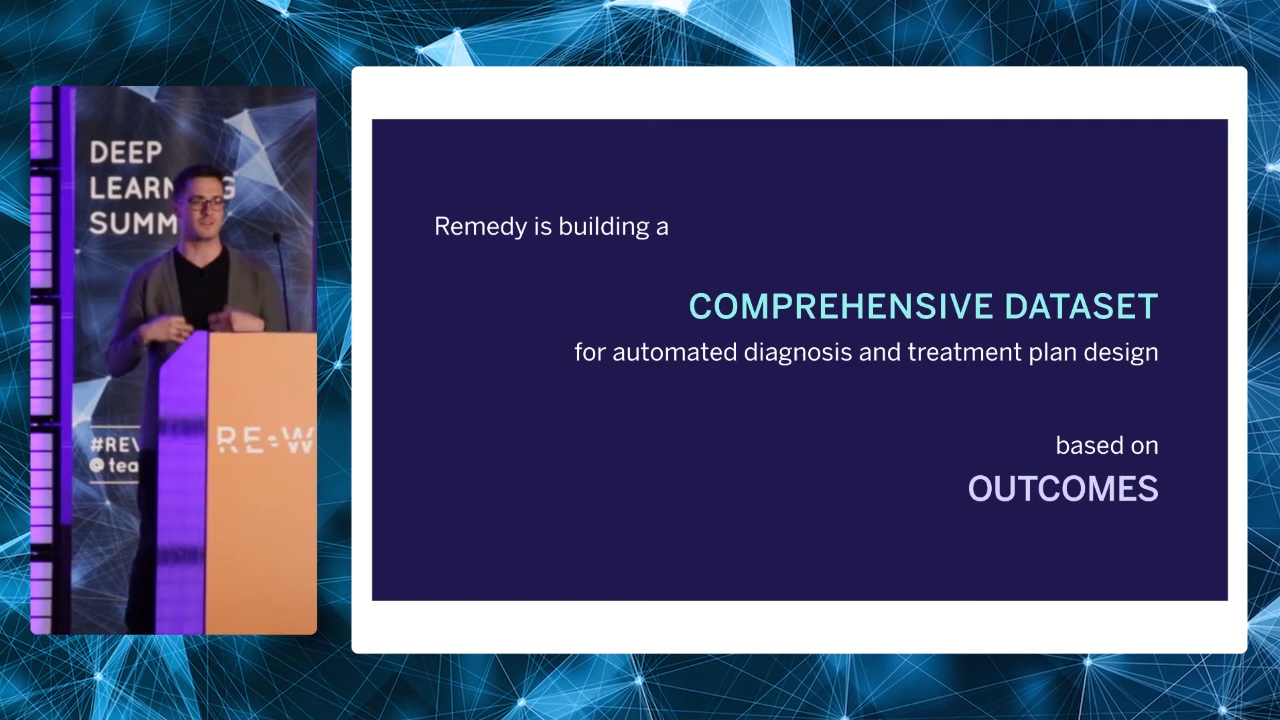 DEEP
LEARN G
SUMM
#REV
@tea
RE•W
Remedy is building a
COMPREHENSIVE DATASET
for automated diagnosis and treatment plan design
based on
OUTCOMES